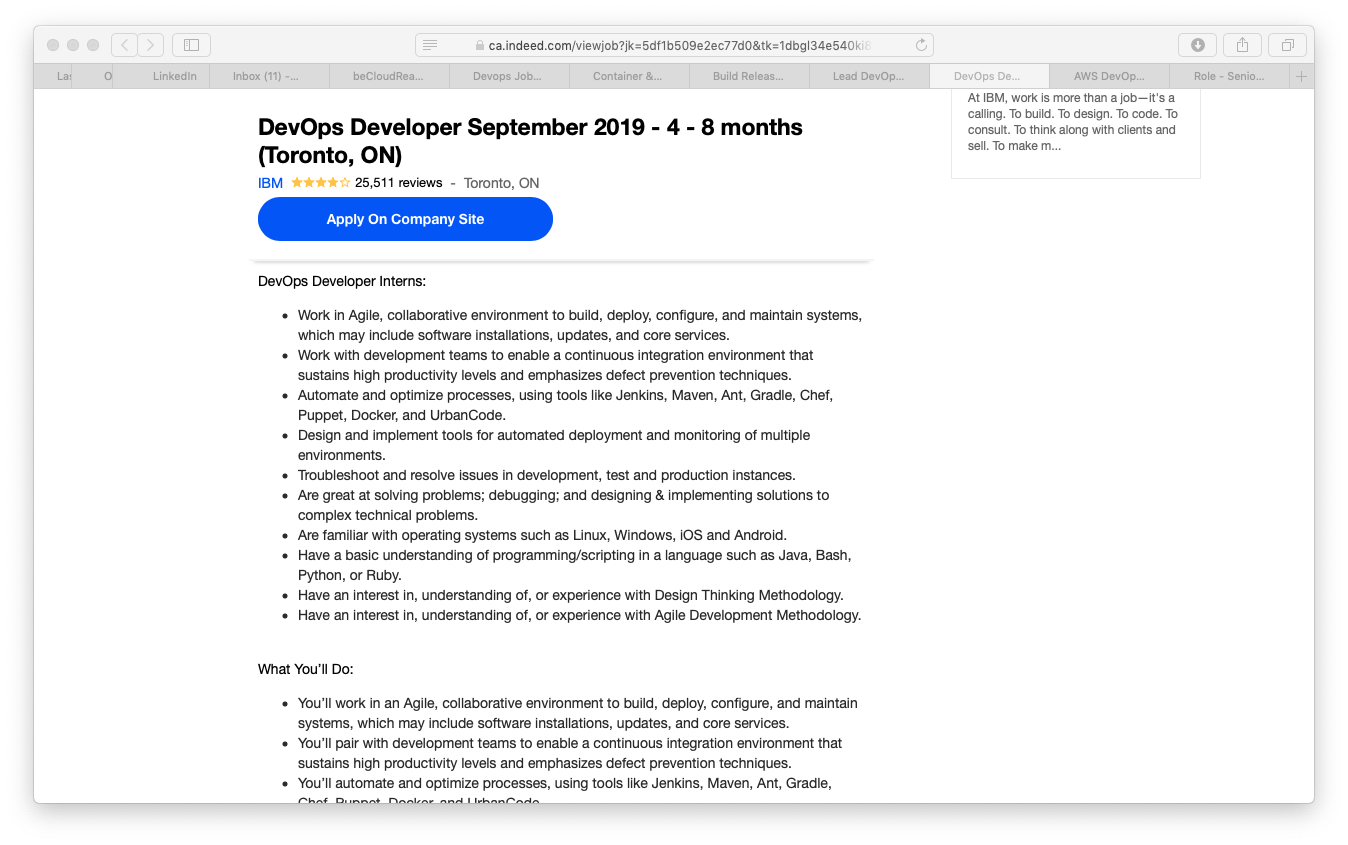 ca.indeed.com/viewjob?jk=5df1b509e2ec77d0&tk=1dbgl34e540ki8
Las O LinkedIn Inbox (11) -... beCloudRea... Devops Job... Container &... Build Releas... Lead DevOp... DevOps De... AWS DevOp... Role - Senio...
At IBM, work is more than a job—it's a
calling. To build. To design. To code. To
consult. To think along with clients and
sell. To make m...
DevOps Developer September 2019 - 4 - 8 months
(Toronto, ON)
IBM 25,511 reviews - Toronto, ON
Apply On Company Site
DevOps Developer Interns:
• Work in Agile, collaborative environment to build, deploy, configure, and maintain systems,
which may include software installations, updates, and core services.
• Work with development teams to enable a continuous integration environment that
sustains high productivity levels and emphasizes defect prevention techniques.
• Automate and optimize processes, using tools like Jenkins, Maven, Ant, Gradle, Chef,
Puppet, Docker, and UrbanCode.
• Design and implement tools for automated deployment and monitoring of multiple
environments.
• Troubleshoot and resolve issues in development, test and production instances.
• Are great at solving problems; debugging; and designing & implementing solutions to
complex technical problems.
• Are familiar with operating systems such as Linux, Windows, iOS and Android.
• Have a basic understanding of programming/scripting in a language such as Java, Bash,
Python, or Ruby.
• Have an interest in, understanding of, or experience with Design Thinking Methodology.
• Have an interest in, understanding of, or experience with Agile Development Methodology.
What You’ll Do:
• You’ll work in an Agile, collaborative environment to build, deploy, configure, and maintain
systems, which may include software installations, updates, and core services.
• You’ll pair with development teams to enable a continuous integration environment that
sustains high productivity levels and emphasizes defect prevention techniques.
• You’ll automate and optimize processes, using tools like Jenkins, Maven, Ant, Gradle,
Chef, Puppet, Docker, and UrbanCode.